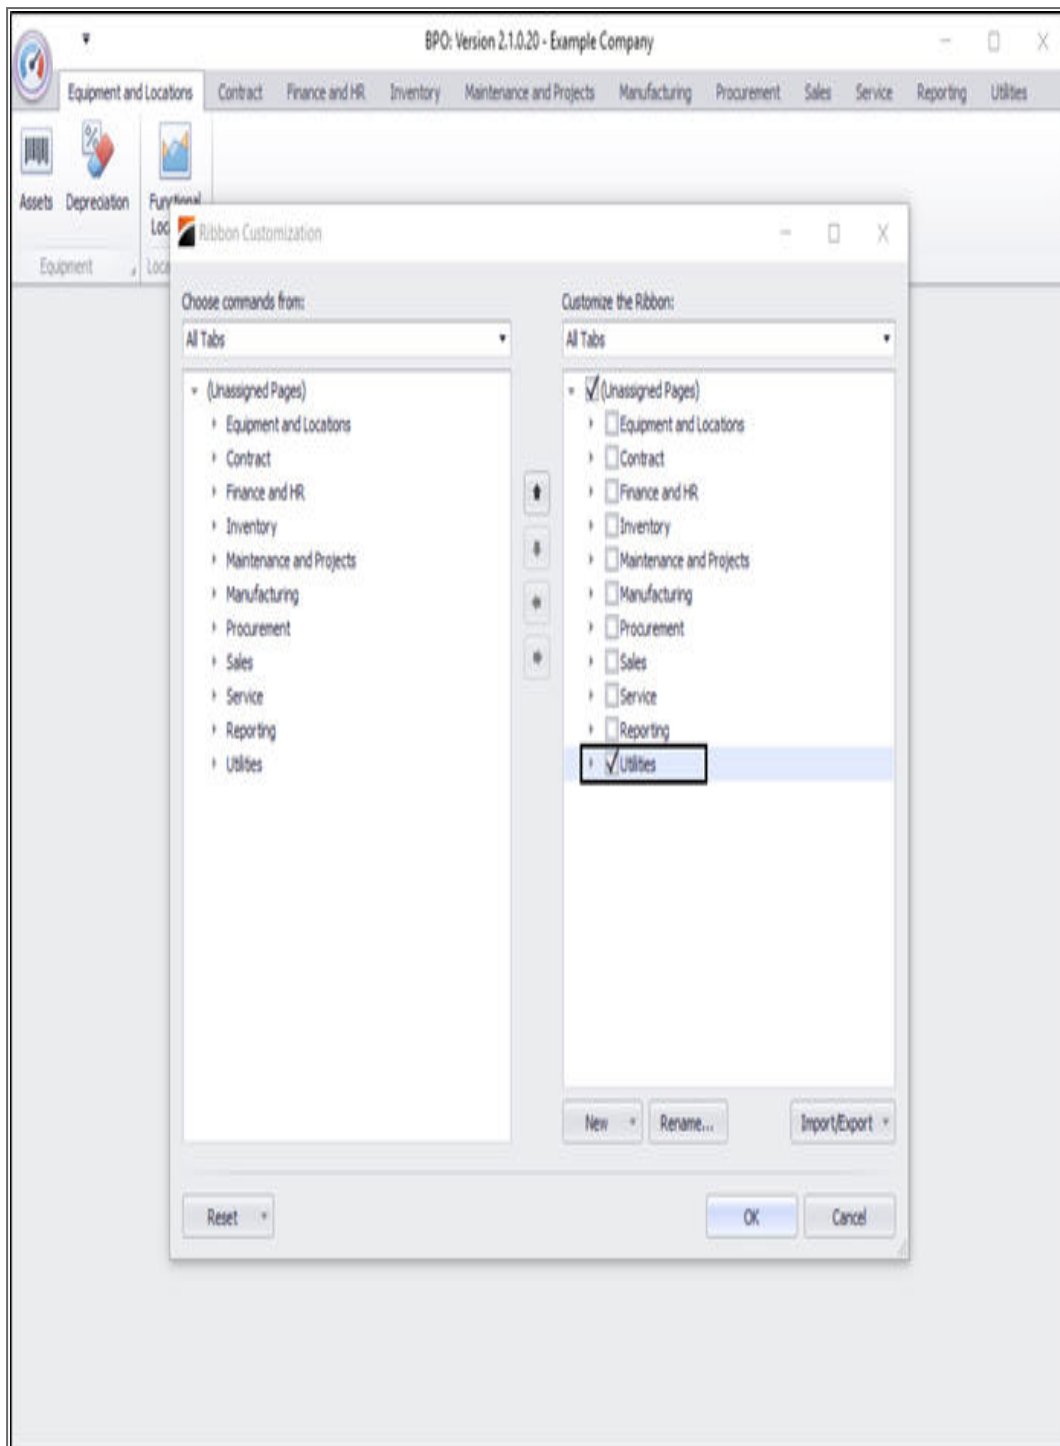 BPO: Version 2.1.0.20 - Example Company
Equipment and Locations Contract Finance and HR Inventory Maintenance and Projects Manufacturing Procurement Sales Service Reporting Utilities
Assets Depreciation Functional
Equipment
Ribbon Customization
Choose commands from:
All Tabs
(Unassigned Pages)
Equipment and Locations
Contract
Finance and HR
Inventory
Maintenance and Projects
Manufacturing
Procurement
Sales
Service
Reporting
Utilities
Customize the Ribbon:
All Tabs
(Unassigned Pages)
Equipment and Locations
Contract
Finance and HR
Inventory
Maintenance and Projects
Manufacturing
Procurement
Sales
Service
Reporting
Utilities
New Rename... Import/Export
Reset OK Cancel